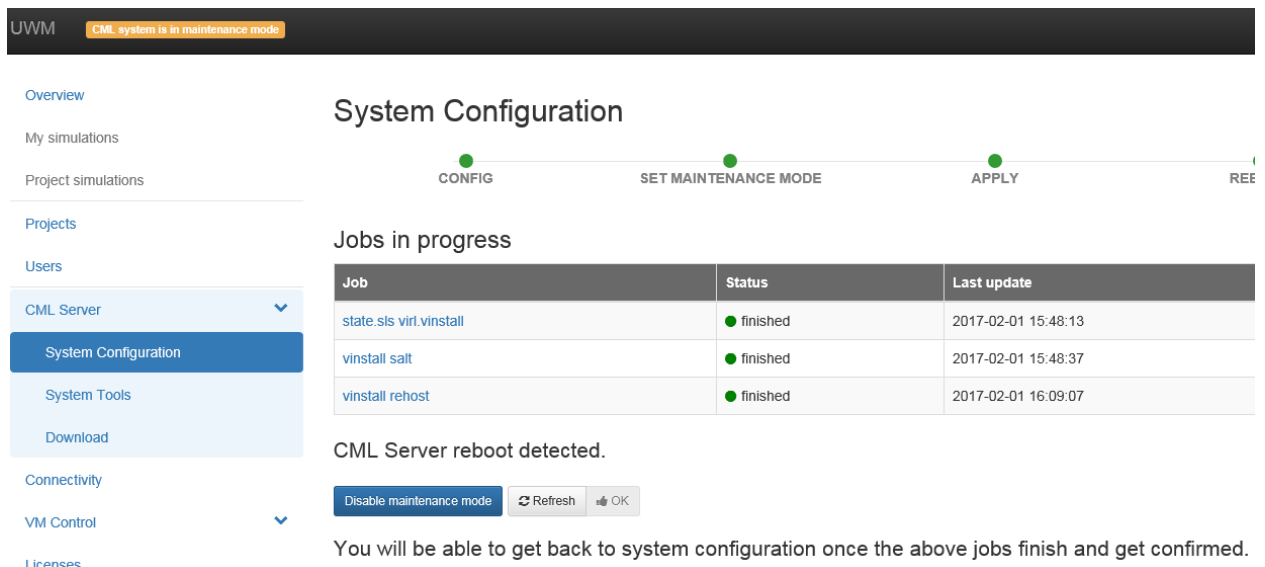 UWM CML system is in maintenance mode
Overview
My simulations
Project simulations
Projects
Users
CML Server
System Configuration
System Tools
Download
Connectivity
VM Control
Licenses
System Configuration
CONFIG SET MAINTENANCE MODE APPLY
Jobs in progress
Job Status Last update
state.sls virl.vinstall finished 2017-02-01 15:48:13
vinstall salt finished 2017-02-01 15:48:37
vinstall rehost finished 2017-02-01 16:09:07
CML Server reboot detected.
Disable maintenance mode Refresh OK
You will be able to get back to system configuration once the above jobs finish and get confirmed.